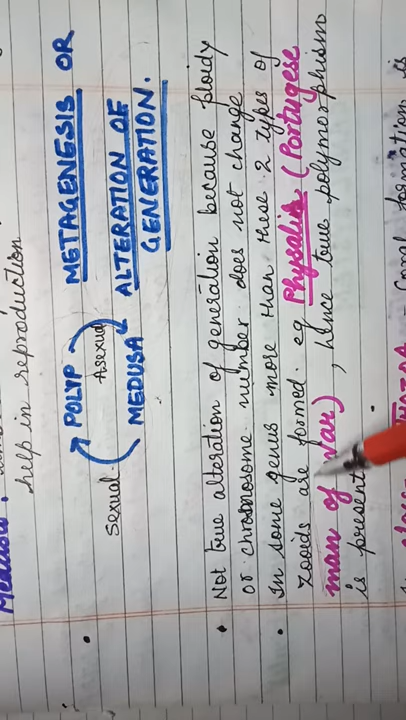 help in reproduction
METAGENESIS OR
ALTERATION OF
GENERATION.
POLYP
Asexual
Sexual
MEDUSA
Not true alteration of generation because ploidy
or chromosome number does not change
In some genus more than these 2 types of
zooids are formed. eg Physalia (Portugese
man of war), hence true polymorphism
is present.